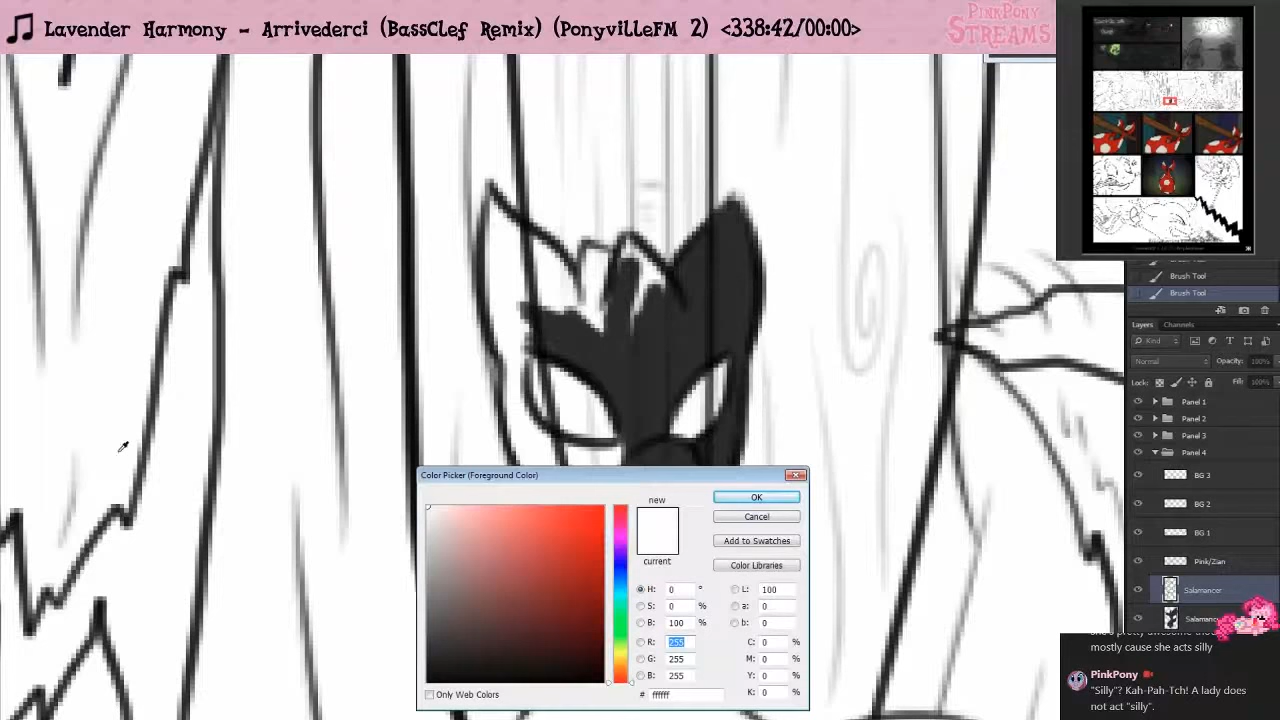 Lavender Harmony - Arrivederci (BassClef Remix) (PonyvilleFM 2) <338:42/00:00>
PinkPony
STREAMS
Brush Tool
Brush Tool
Layers Channels
Kind
Normal Opacity: 100%
Lock: Fill: 100%
Panel 1
Panel 2
Panel 3
Panel 4
BG 3
BG 2
BG 1
Pink/Zian
Salamancer
Color Picker (Foreground Color)
new
current
OK
Cancel
Add to Swatches
Color Libraries
H: 0 °
S: 0 %
B: 100 %
R: 255
G: 255
B: 255
L: 100
a: 0
b: 0
C: 0 %
M: 0 %
Y: 0 %
K: 0 %
# ffffff
Only Web Colors
mostly cause she acts silly
PinkPony
"Silly"? Kah-Pah-Tch! A lady does
not act "silly".